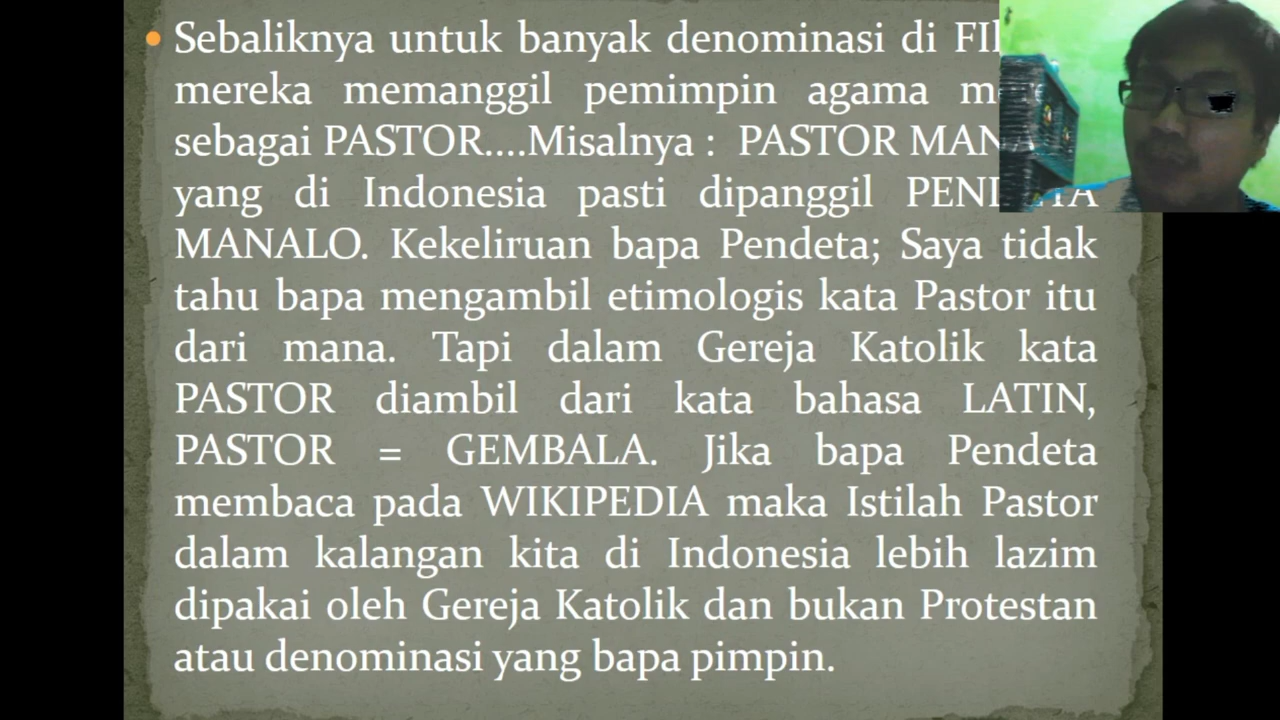 Sebaliknya untuk banyak denominasi di
mereka memanggil pemimpin agama
sebagai PASTOR....Misalnya : PASTOR
yang di Indonesia pasti dipanggil
MANALO. Kekeliruan bapa Pendeta; Saya tidak
tahu bapa mengambil etimologis kata Pastor itu
dari mana. Tapi dalam Gereja Katolik kata
PASTOR diambil dari kata bahasa LATIN,
PASTOR = GEMBALA. Jika bapa Pendeta
membaca pada WIKIPEDIA maka Istilah Pastor
dalam kalangan kita di Indonesia lebih lazim
dipakai oleh Gereja Katolik dan bukan Protestan
atau denominasi yang bapa pimpin.